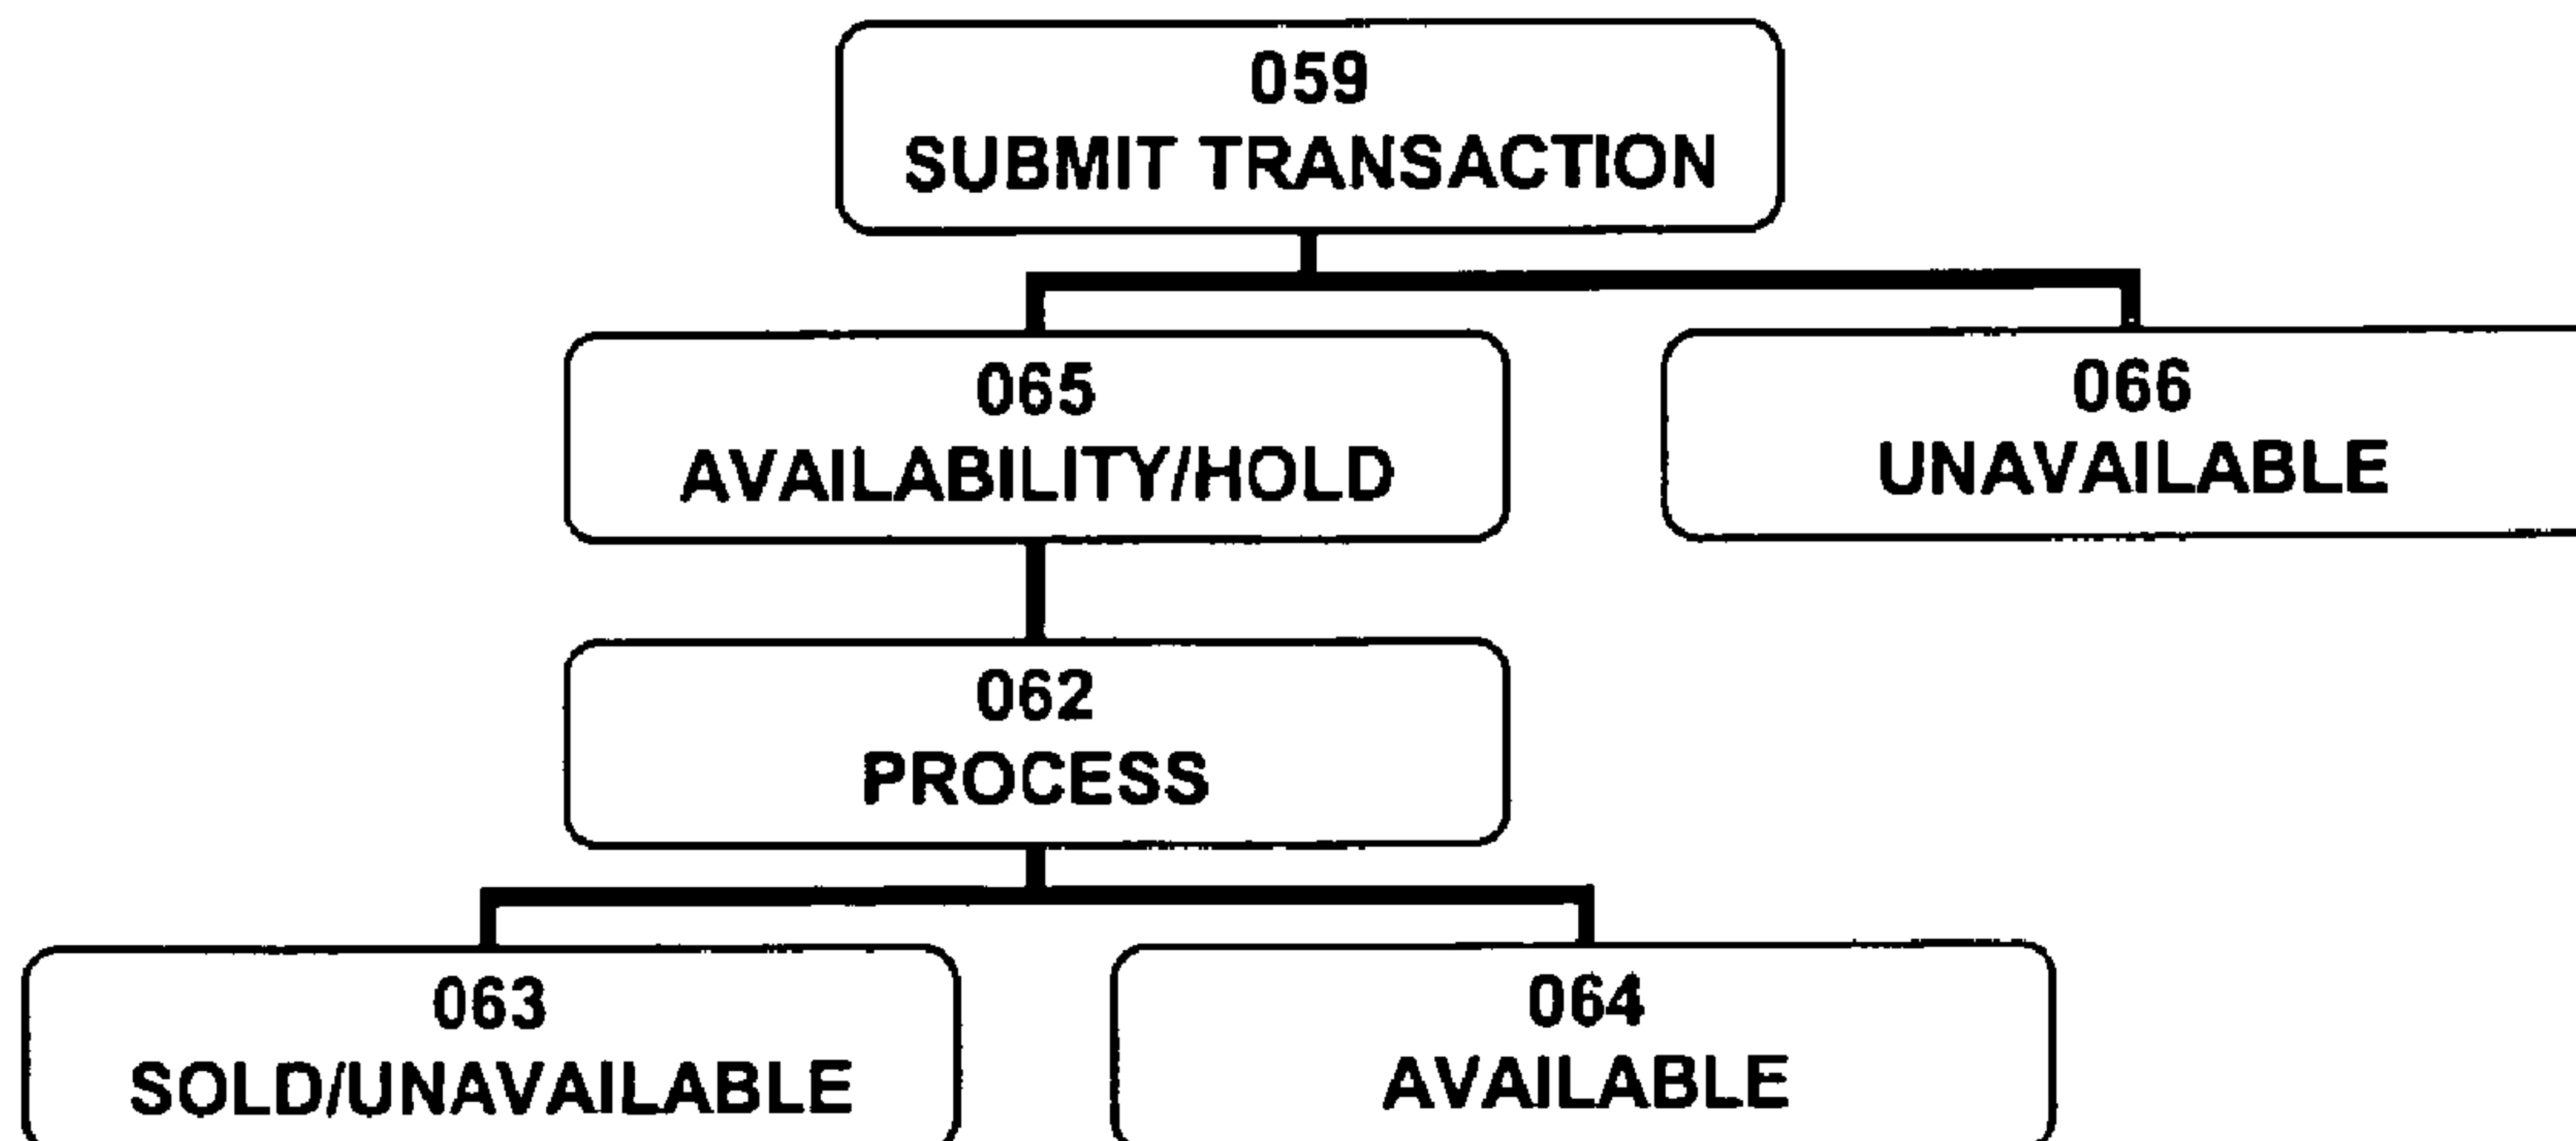 059
SUBMIT TRANSACTION
065
AVAILABILITY/HOLD
066
UNAVAILABLE
062
PROCESS
063
SOLD/UNAVAILABLE
064
AVAILABLE